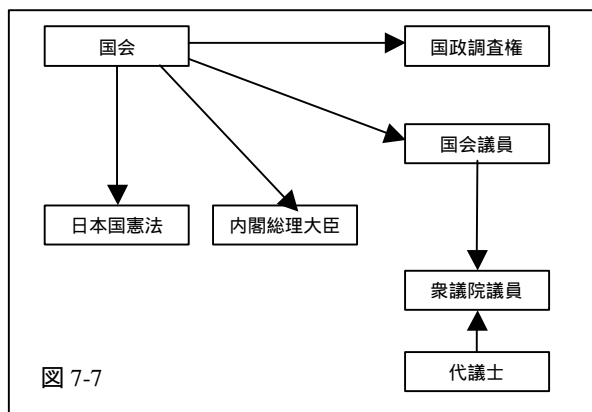 国会
国政調査権
国会議員
日本国憲法
内閣総理大臣
衆議院議員
代議士
図 7-7